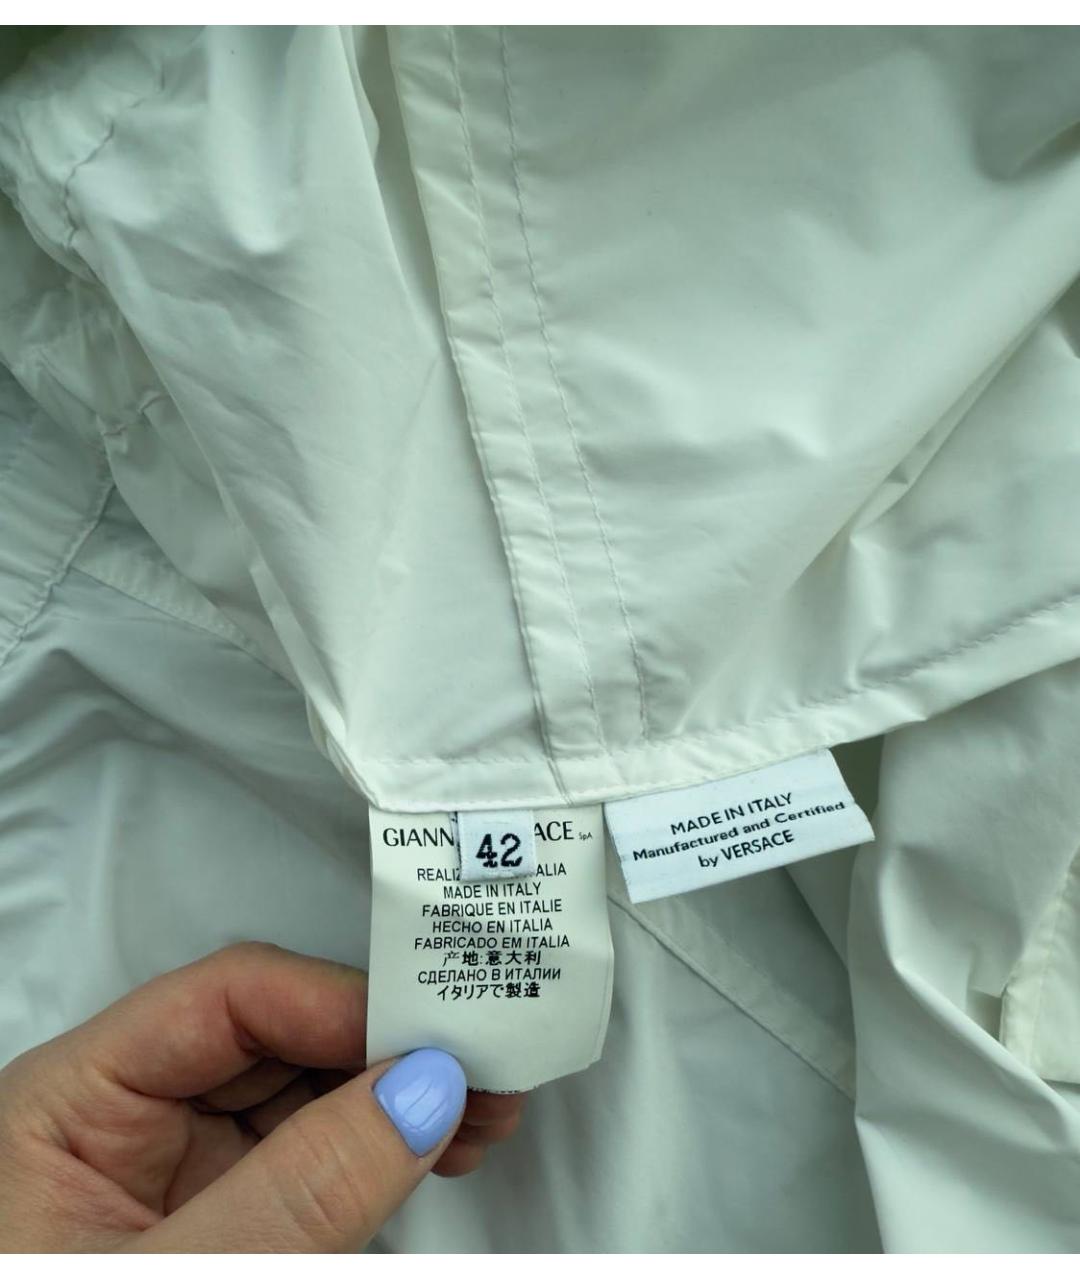 GIANN ACE SpA
42
REALIZ ALIA
MADE IN ITALY
FABRIQUE EN ITALIE
HECHO EN ITALIA
FABRICADO EM ITALIA
产地:意大利
СДЕЛАНО В ИТАЛИИ
イタリアで製造
MADE IN ITALY
Manufactured and Certified
by VERSACE